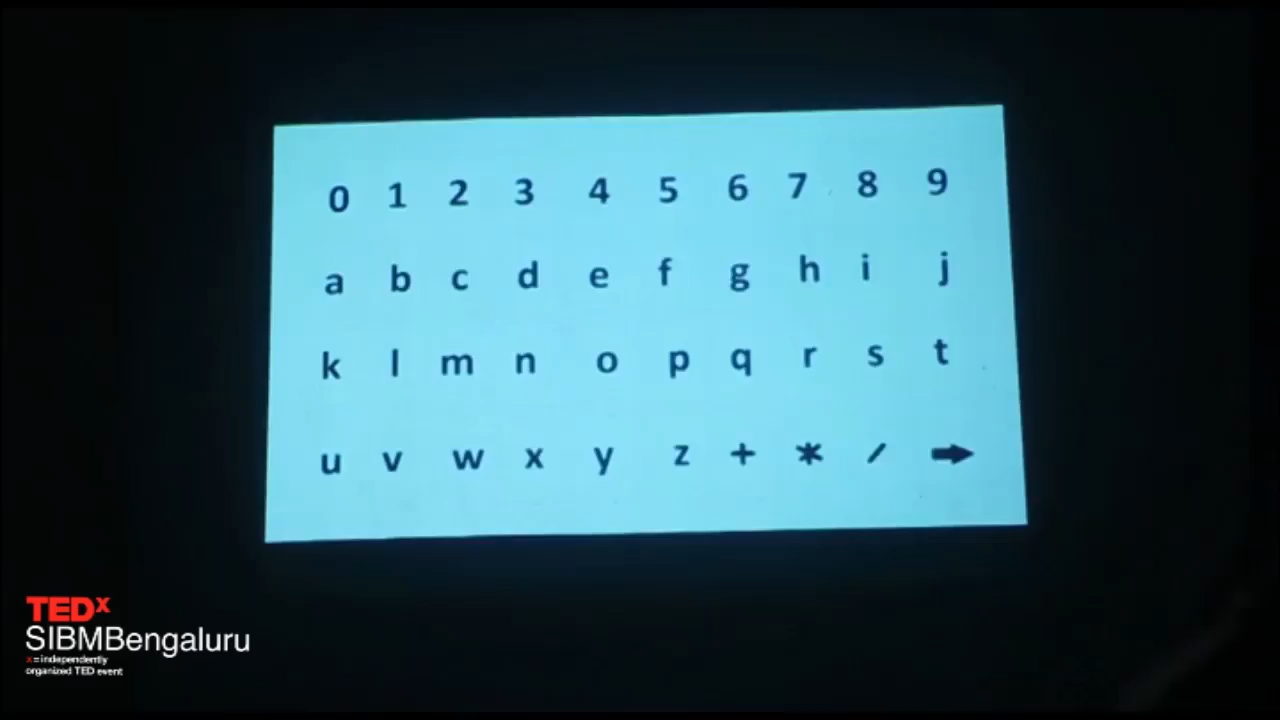 0 1 2 3 4 5 6 7 8 9
a b c d e f g h i j
k l m n o p q r s t
u v w x y z + * / ➡
TEDx
SIBMBengaluru
x=independently
organized TED event